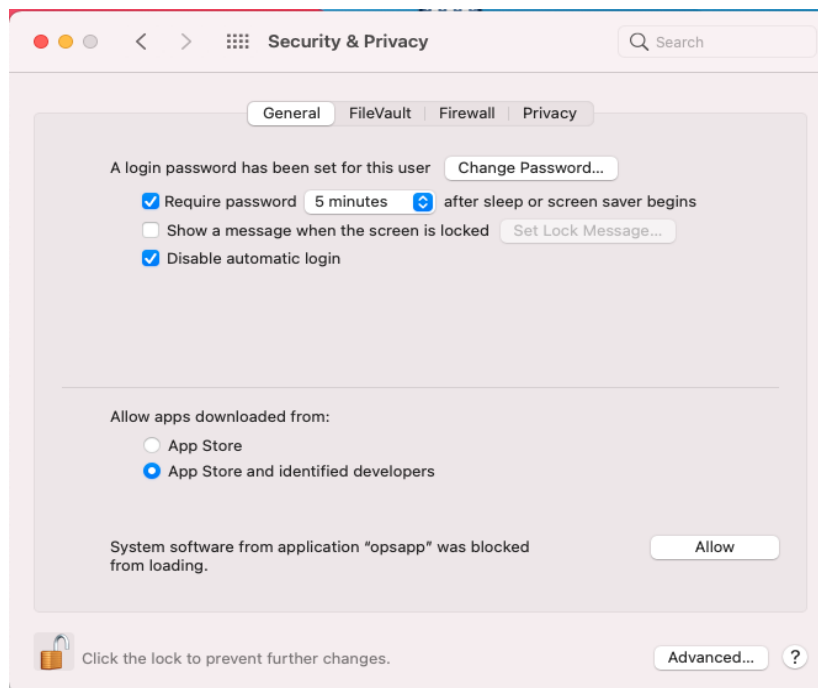 Security & Privacy
Search
General FileVault Firewall Privacy
A login password has been set for this user Change Password...
Require password 5 minutes after sleep or screen saver begins
Show a message when the screen is locked Set Lock Message...
Disable automatic login
Allow apps downloaded from:
App Store
App Store and identified developers
System software from application “opsapp” was blocked
from loading.
Allow
Click the lock to prevent further changes.
Advanced... ?